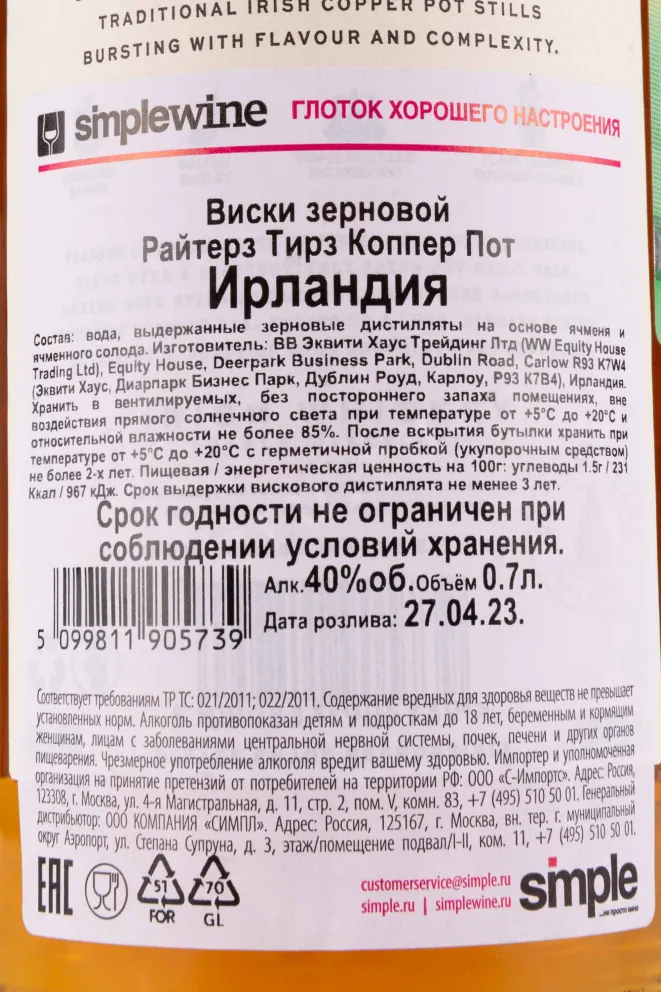 TRADITIONAL IRISH COPPER POT STILLS
BURSTING WITH FLAVOUR AND COMPLEXITY.
simplewine ГЛОТОК ХОРОШЕГО НАСТРОЕНИЯ
Виски зерновой
Райтерз Тирз Коппер Пот
Ирландия
Состав: вода, выдержанные зерновые дистилляты на основе ячменя и
ячменного солода. Изготовитель: ВВ Эквити Хаус Трейдинг Лтд (WW Equity House
Trading Ltd), Equity House, Deerpark Business Park, Dublin Road, Carlow R93 K7W4
(Эквити Хаус, Диарпарк Бизнес Парк, Дублин Роуд, Карлоу, Р93 К7В4), Ирландия.
Хранить в вентилируемых, без постороннего запаха помещениях, вне
воздействия прямого солнечного света при температуре от +5°С до +20°С и
относительной влажности не более 85%. После вскрытия бутылки хранить при
температуре от +5°С до +20°С с герметичной пробкой (укупорочным средством)
не более 2-х лет. Пищевая / энергетическая ценность на 100г: углеводы 1.5г / 231
Ккал / 967 кДж. Срок выдержки вискового дистиллята не менее 3 лет.
Срок годности не ограничен при
соблюдении условий хранения.
Алк.40%об.Объём 0.7л.
Дата розлива: 27.04.23.
5 099811 905739
Соответствует требованиям ТР ТС: 021/2011; 022/2011. Содержание вредных для здоровья веществ не превышает
установленных норм. Алкоголь противопоказан детям и подросткам до 18 лет, беременным и кормящим
женщинам, лицам с заболеваниями центральной нервной системы, почек, печени и других органов
пищеварения. Чрезмерное употребление алкоголя вредит вашему здоровью. Импортер и уполномоченная
организация на принятие претензий от потребителей на территории РФ: ООО «С-Импортс». Адрес: Россия,
123308, г. Москва, ул. 4-я Магистральная, д. 11, стр. 2, пом. V, комн. 83, +7 (495) 510 50 01. Генеральный
дистрибьютор: ООО КОМПАНИЯ «СИМПЛ». Адрес: Россия, 125167, г. Москва, вн. тер. г. муниципальный
округ Аэропорт, ул. Степана Супруна, д. 3, этаж/помещение подвал/I-II, ком. 11, +7 (495) 510 50 01.
EAC
51
FOR
70
GL
customerservice@simple.ru
simple.ru | simplewine.ru
simple
...не просто вино